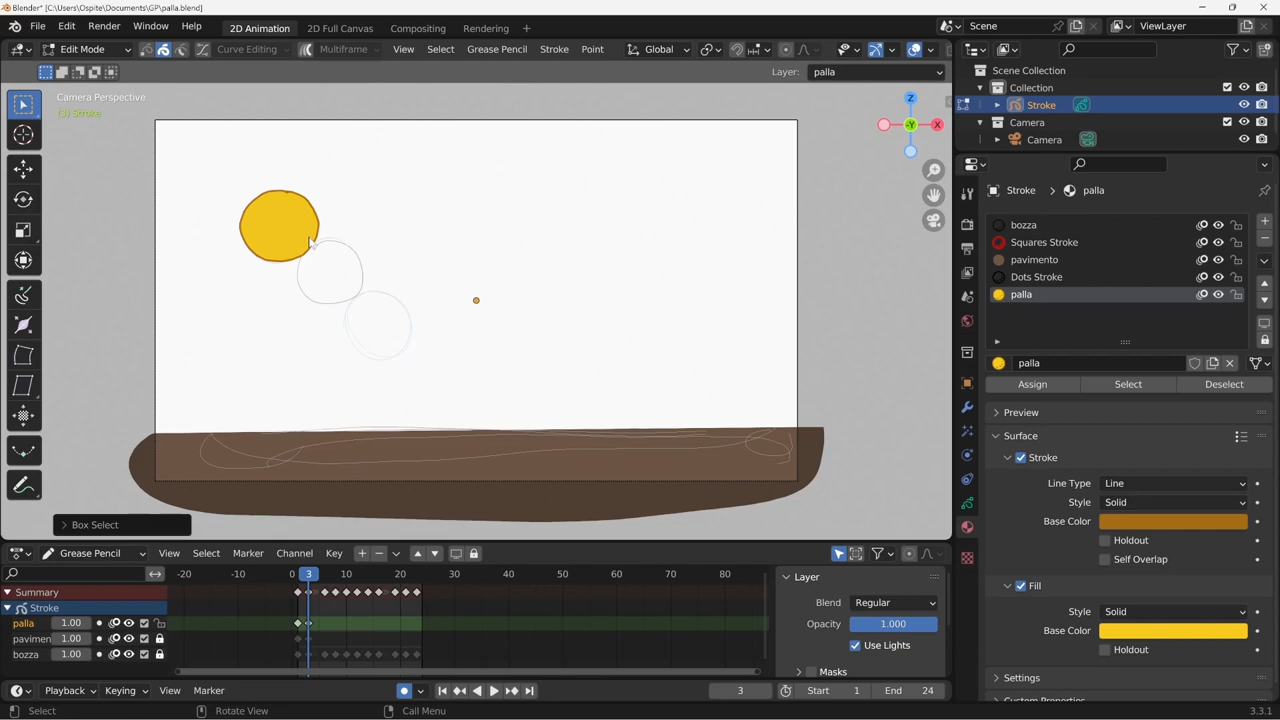 Blender* [C:\Users\Ospite\Documents\GP\palla.blend]
File Edit Render Window Help 2D Animation 2D Full Canvas Compositing Rendering + Scene ViewLayer
Edit Mode Curve Editing Multiframe View Select Grease Pencil Stroke Point Global
Layer: palla
Camera Perspective
(3) Stroke
Z
-Y
X
Box Select
Scene Collection
Collection
Stroke
Camera
Camera
Stroke palla
bozza
Squares Stroke
pavimento
Dots Stroke
palla
palla
Assign Select Deselect
Preview
Surface
Stroke
Line Type Line
Style Solid
Base Color
Holdout
Self Overlap
Fill
Style Solid
Base Color
Holdout
Settings
Custom Properties
Grease Pencil View Select Marker Channel Key
-20 -10 0 3 10 20 30 40 50 60 70 80
Summary
Stroke
palla 1.00
pavimen 1.00
bozza 1.00
Layer
Blend Regular
Opacity 1.000
Use Lights
Masks
Playback Keying View Marker 3 Start 1 End 24
Select Rotate View Call Menu 3.3.1